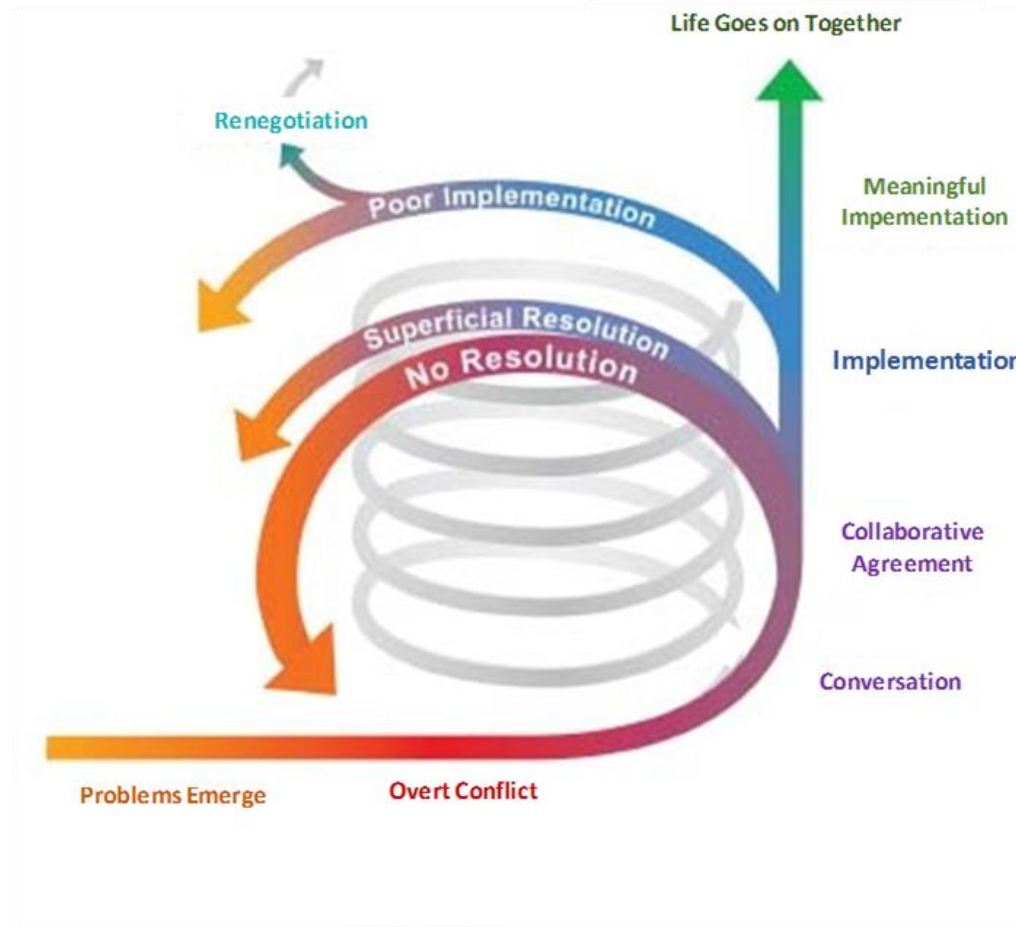 Life Goes on Together
Renegotiation
Meaningful
Impementation
Poor Implementation
Superficial Resolution
No Resolution
Implementation
Collaborative
Agreement
Conversation
Problems Emerge
Overt Conflict